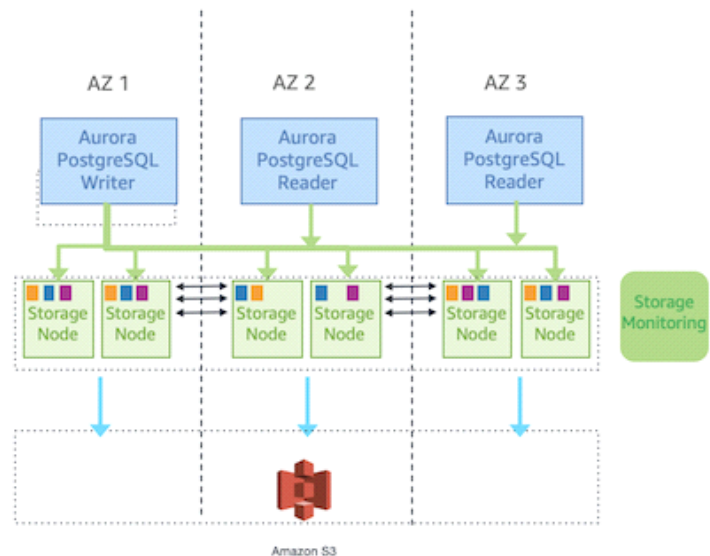 AZ 1
AZ 2
AZ 3
Aurora
PostgreSQL
Writer
Aurora
PostgreSQL
Reader
Aurora
PostgreSQL
Reader
Storage
Node
Storage
Node
Storage
Node
Storage
Node
Storage
Node
Storage
Node
Storage
Monitoring
Amazon S3